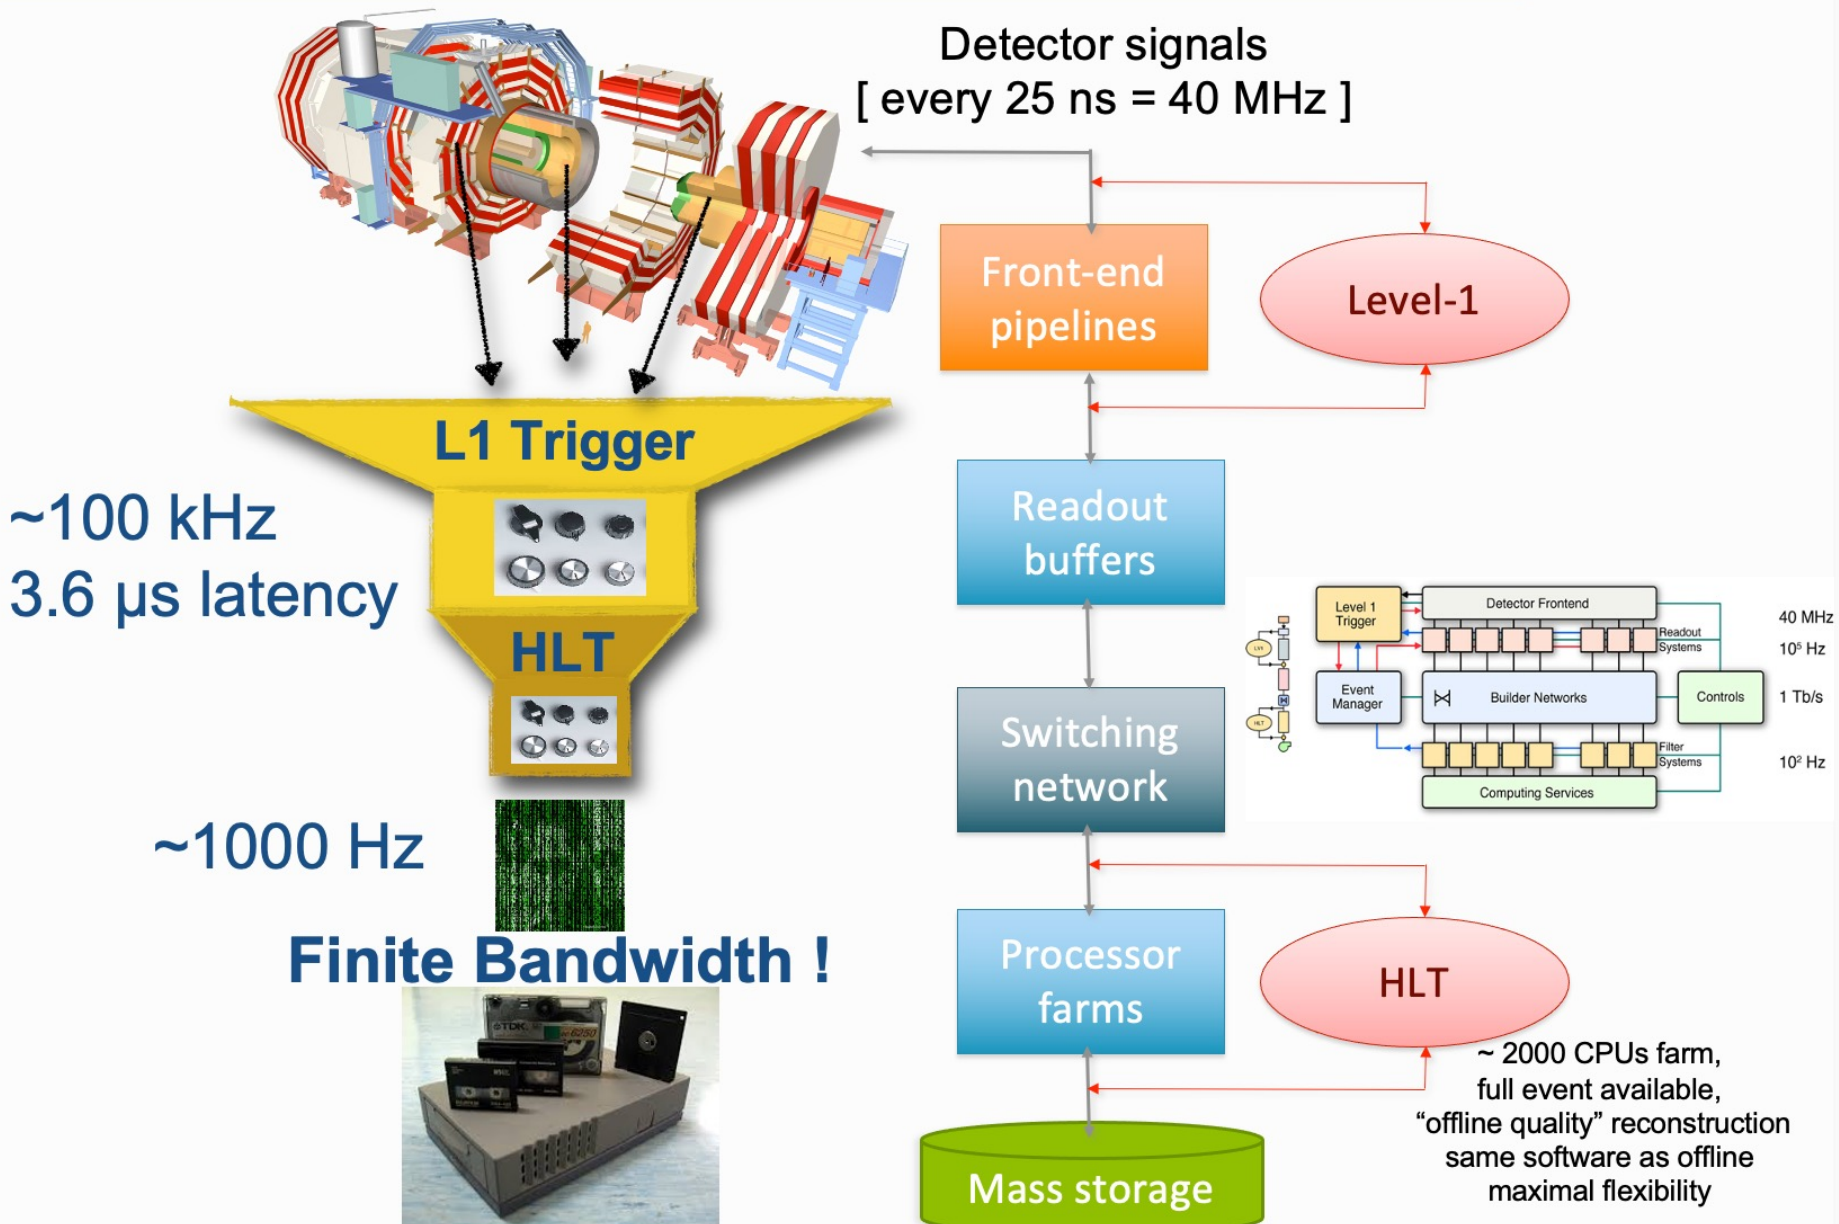 Detector signals
[ every 25 ns = 40 MHz ]
Front-end
pipelines
Level-1
L1 Trigger
~100 kHz
3.6 µs latency
Readout
buffers
HLT
Level 1
Trigger
Detector Frontend
40 MHz
Readout
Systems
10⁵ Hz
Event
Manager
Builder Networks
Controls
1 Tb/s
Filter
Systems
10² Hz
Computing Services
LV1
HLT
Switching
network
~1000 Hz
Finite Bandwidth !
TDK
Processor
farms
HLT
~ 2000 CPUs farm,
full event available,
“offline quality” reconstruction
same software as offline
maximal flexibility
Mass storage